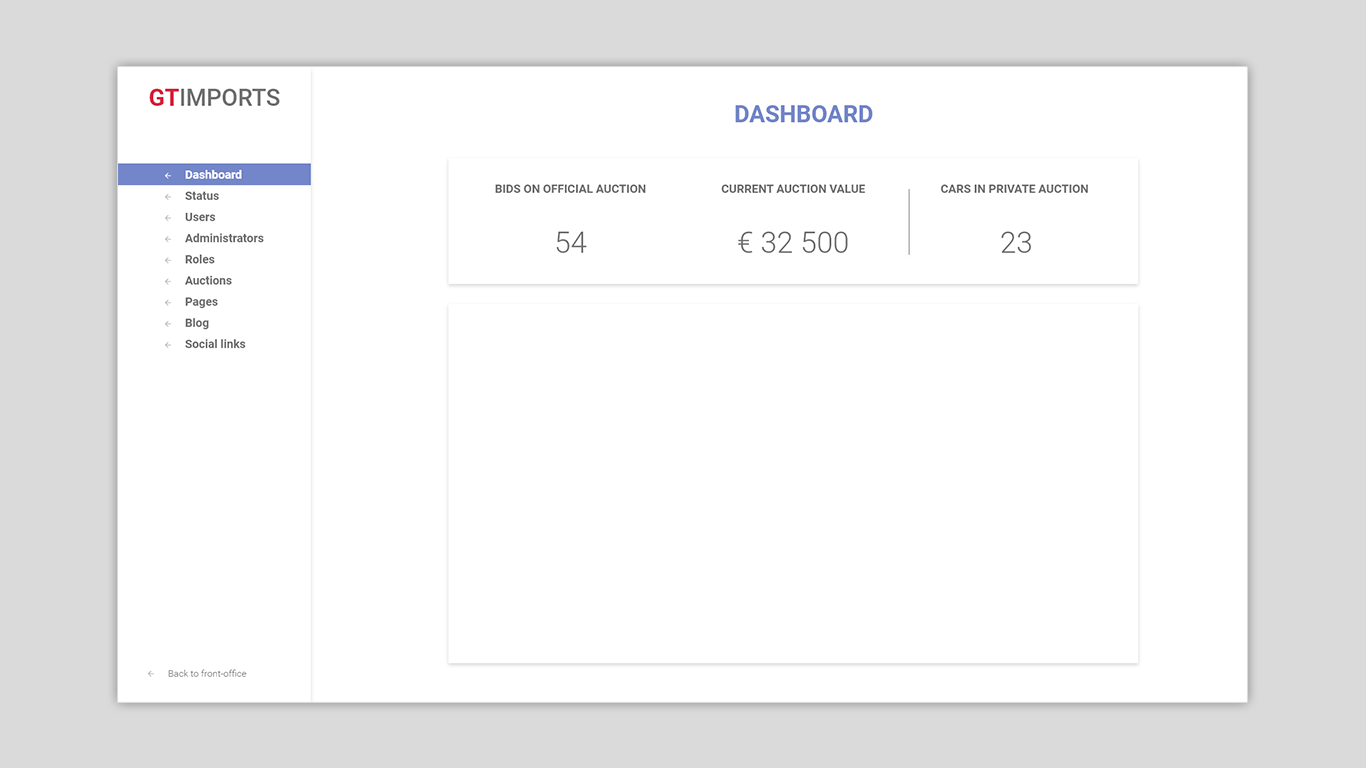 GTIMPORTS
Dashboard
Status
Users
Administrators
Roles
Auctions
Pages
Blog
Social links
Back to front-office
DASHBOARD
BIDS ON OFFICIAL AUCTION
54
CURRENT AUCTION VALUE
€ 32 500
CARS IN PRIVATE AUCTION
23